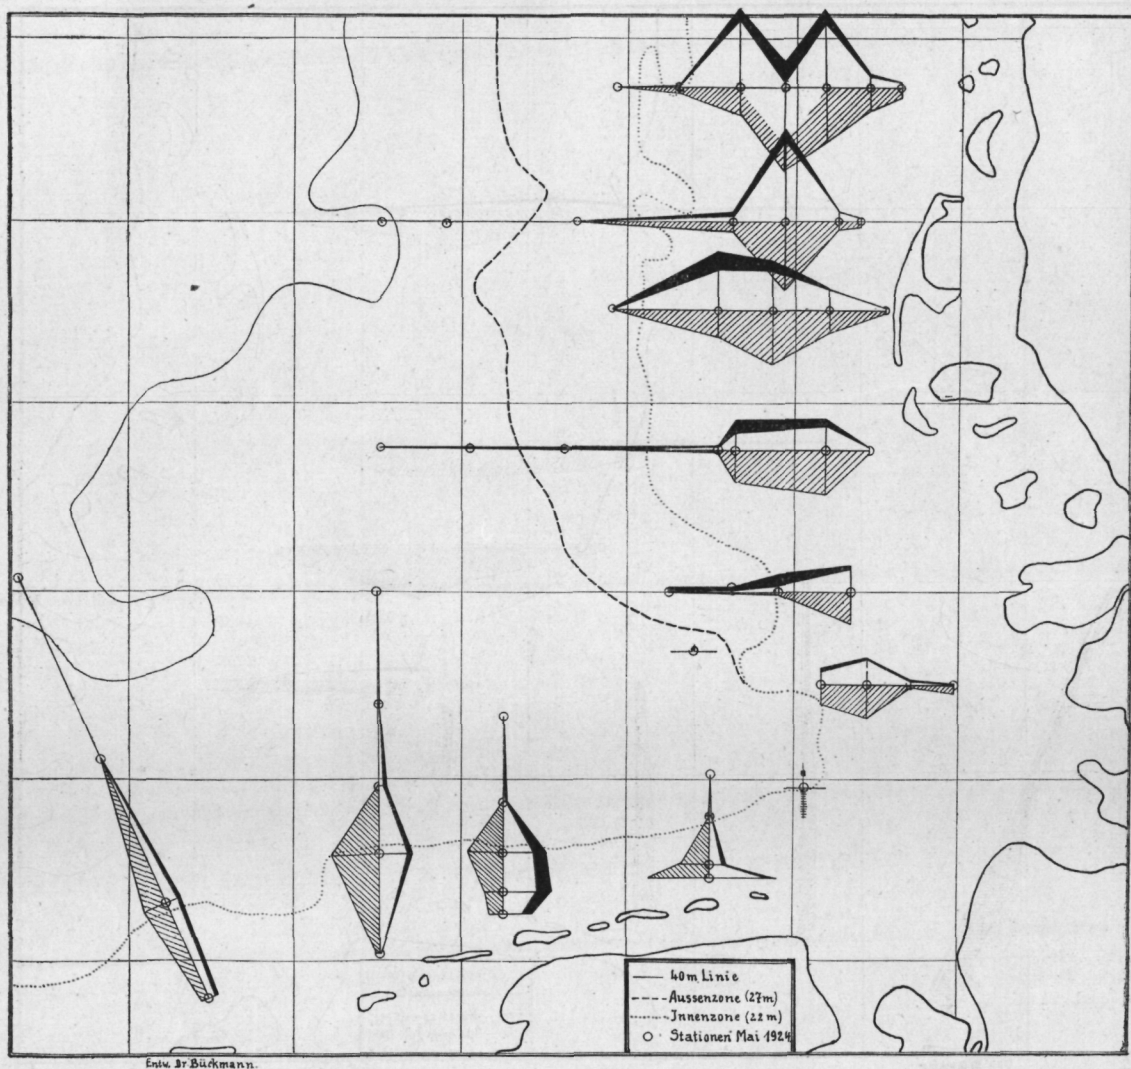 40m Linie
Aussenzone (27m)
Innenzone (22m)
Stationen Mai 1924
Entw. Dr Bückmann.